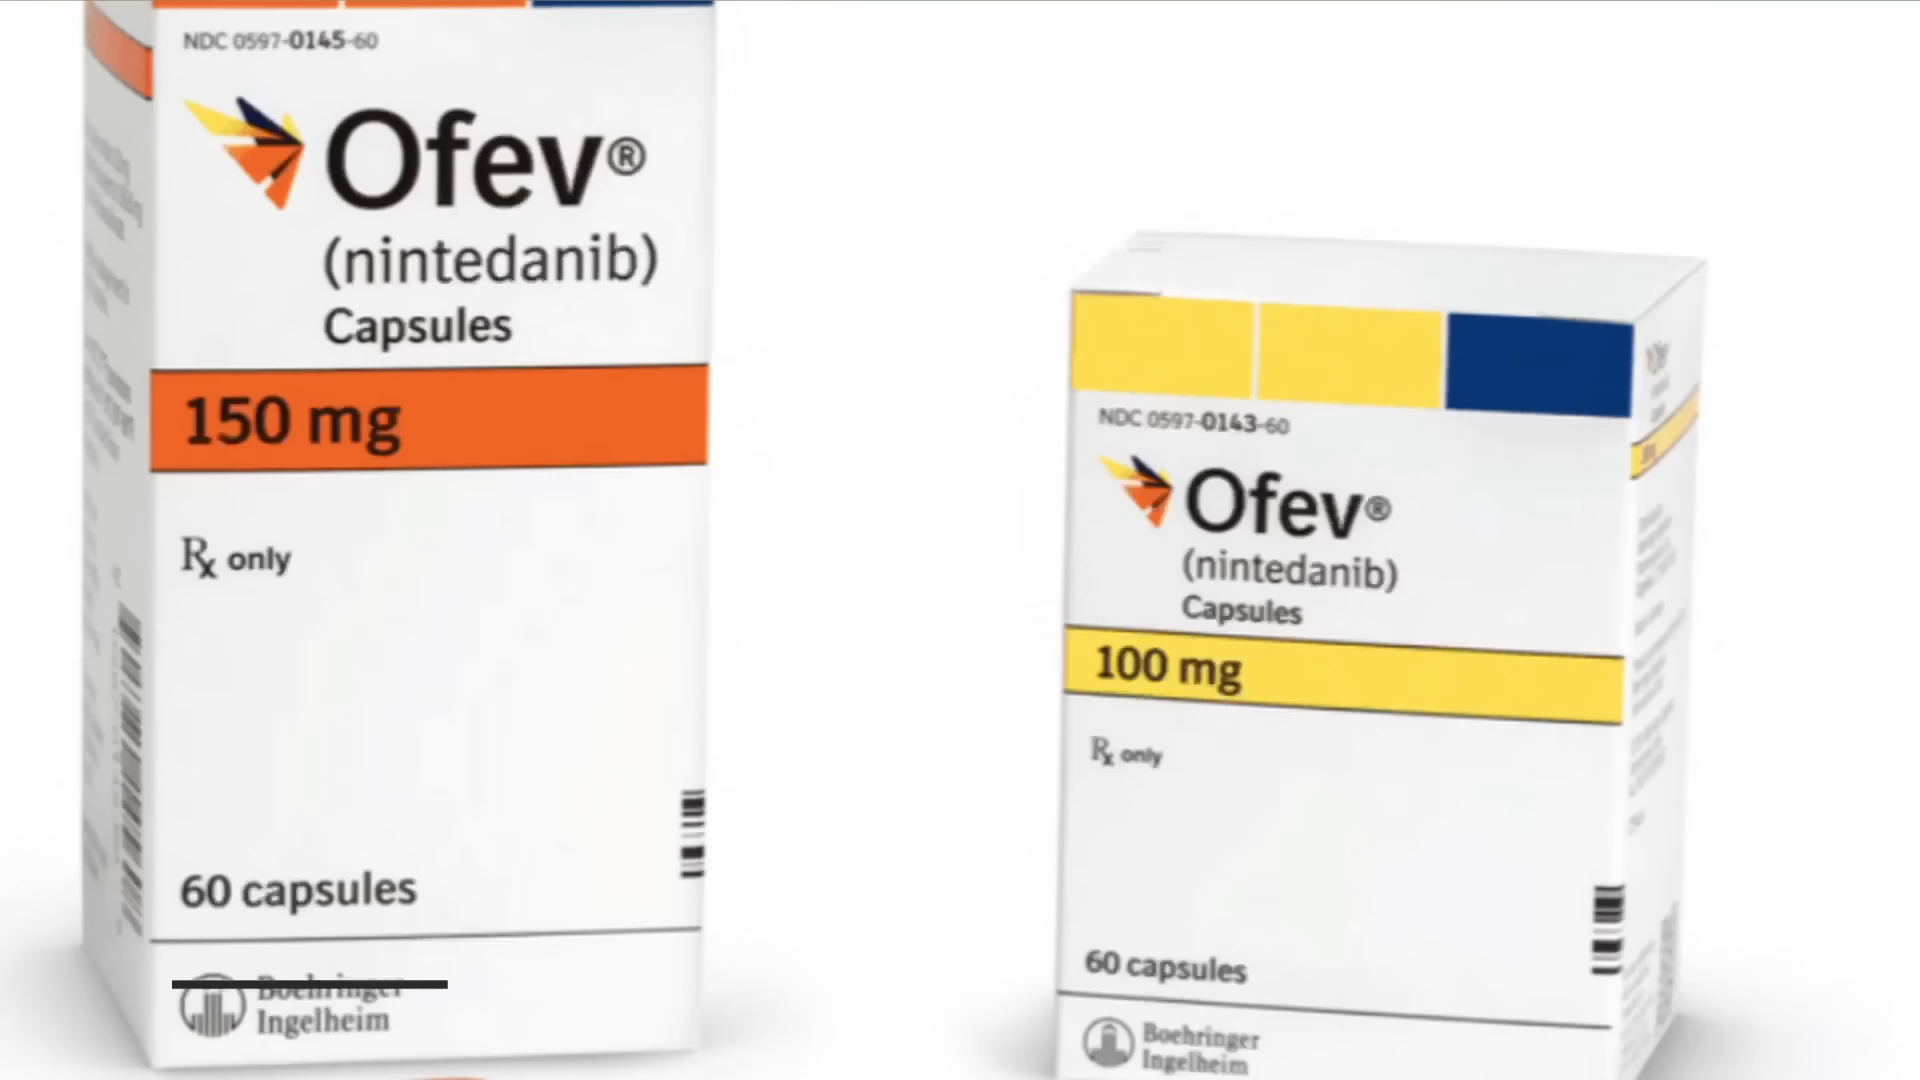 NDC 0597-0145-60
Ofev®
(nintedanib)
Capsules
150 mg
Rx only
60 capsules
Boehringer
Ingelheim
NDC 0597-0143-60
Ofev®
(nintedanib)
Capsules
100 mg
Rx only
60 capsules
Boehringer
Ingelheim